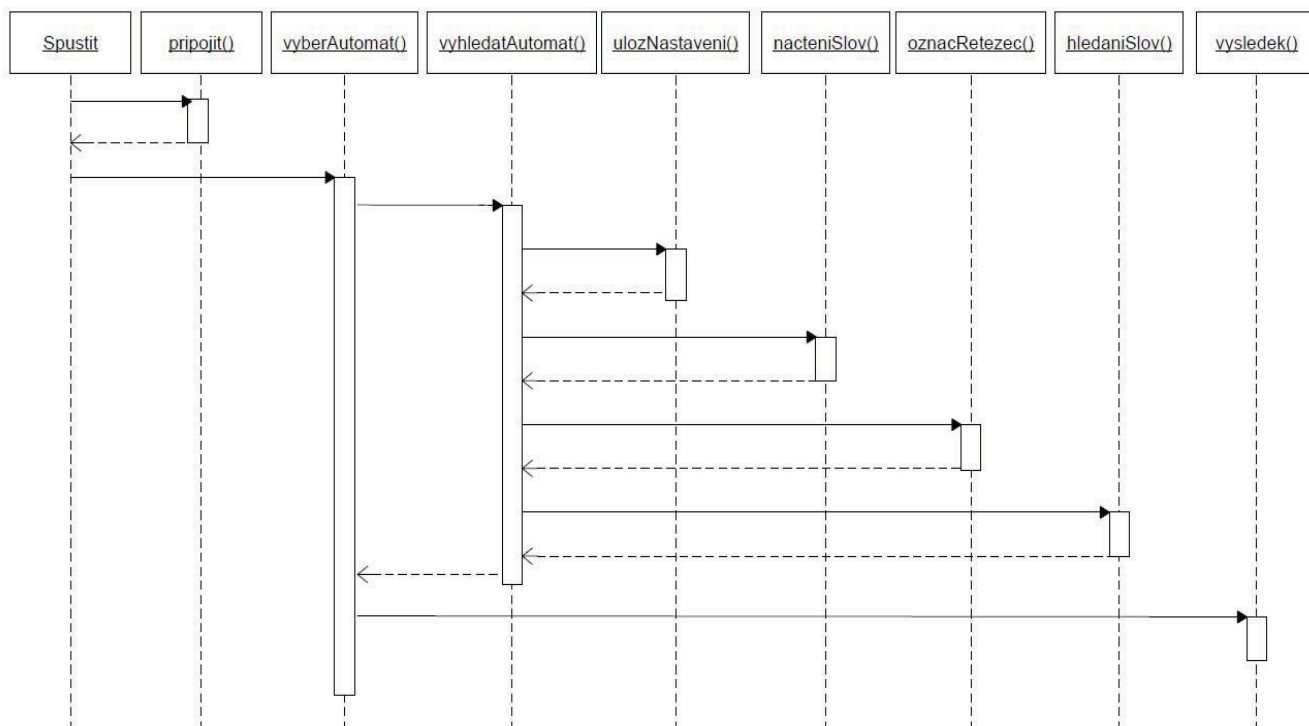 Spustit
pripojit()
vyberAutomat()
vyhledatAutomat()
ulozNastaveni()
nacteniSlov()
oznacRetezec()
hledaniSlov()
vysledek()